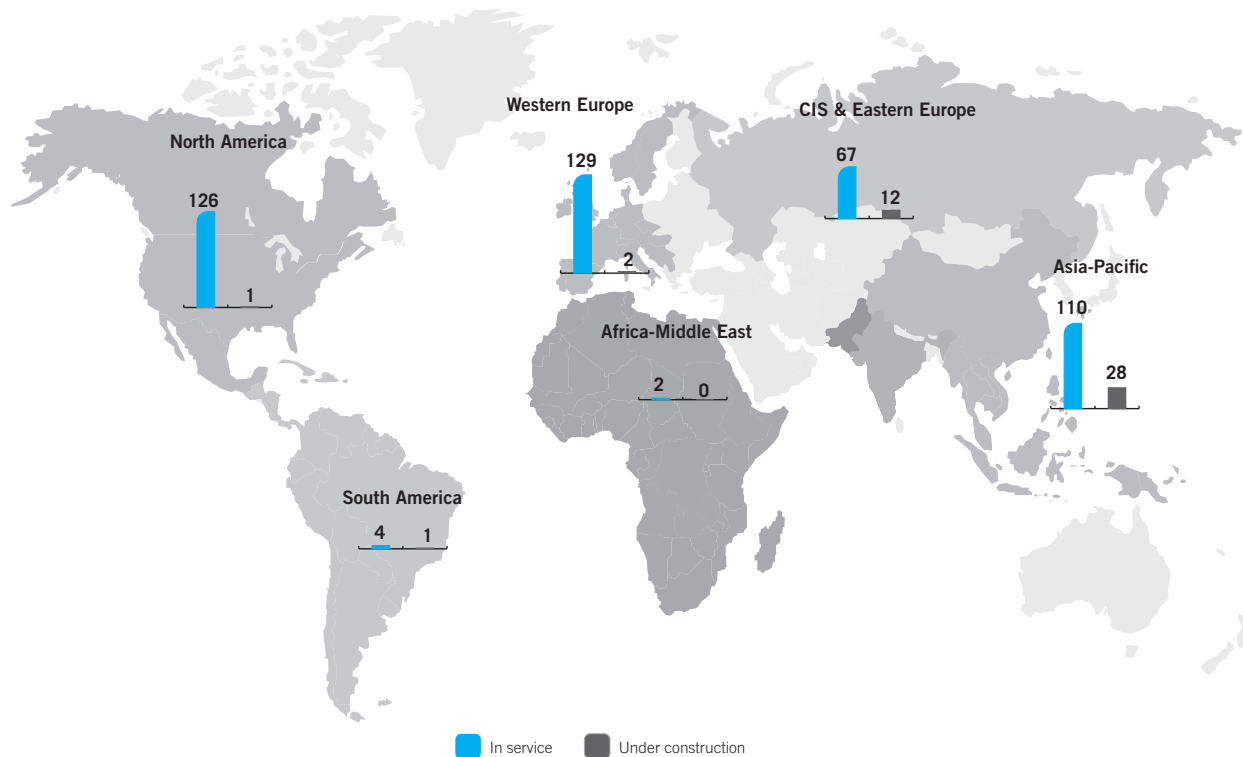 Western Europe
129
2
CIS & Eastern Europe
67
12
North America
126
1
Asia-Pacific
110
28
Africa-Middle East
2
0
South America
4
1
In service
Under construction